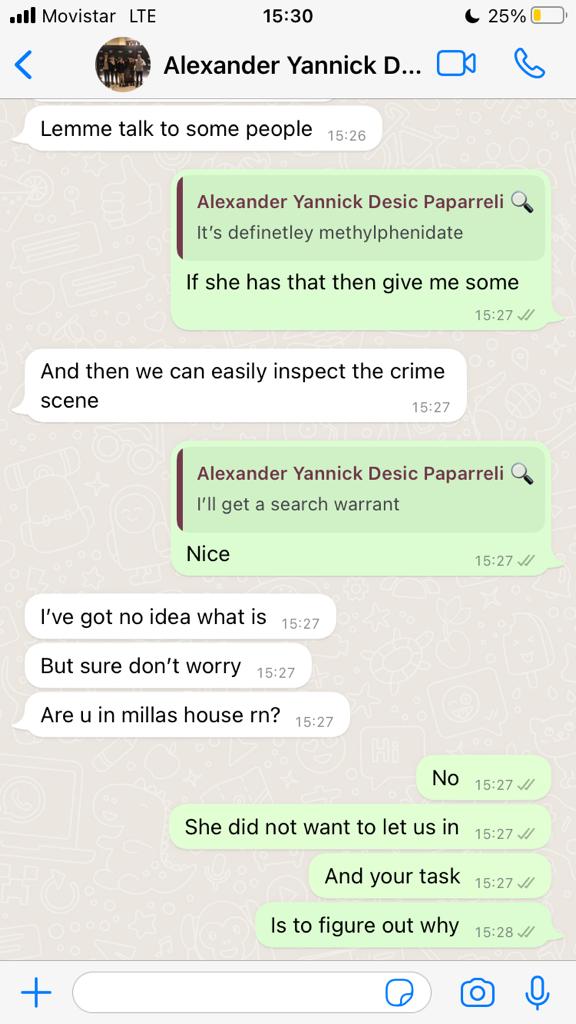 Movistar LTE 15:30 25%
Alexander Yannick D...
Lemme talk to some people 15:26
Alexander Yannick Desic Paparreli 🔍
It's definetley methylphenidate
If she has that then give me some
15:27
And then we can easily inspect the crime
scene 15:27
Alexander Yannick Desic Paparreli 🔍
I'll get a search warrant
Nice 15:27
I've got no idea what is 15:27
But sure don't worry 15:27
Are u in millas house rn? 15:27
No 15:27
She did not want to let us in 15:27
And your task 15:27
Is to figure out why 15:28